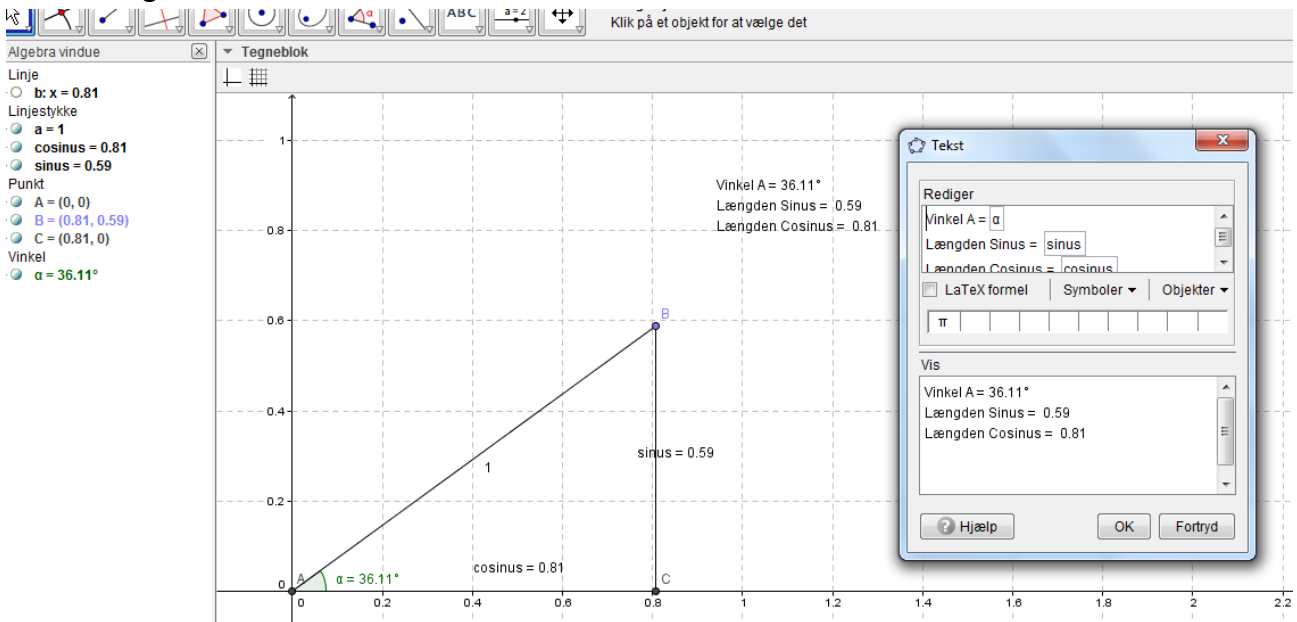 ABC
a=2
Klik på et objekt for at vælge det
Algebra vindue
Tegneblok
Linje
b: x = 0.81
Linjestykke
a = 1
cosinus = 0.81
sinus = 0.59
Punkt
A = (0, 0)
B = (0.81, 0.59)
C = (0.81, 0)
Vinkel
α = 36.11°
1
0.8
0.6
0.4
0.2
0
0
0.2
0.4
0.6
0.8
1
1.2
1.4
1.6
1.8
2
2.2
Vinkel A = 36.11°
Længden Sinus = 0.59
Længden Cosinus = 0.81
B
1
sinus = 0.59
cosinus = 0.81
A
α = 36.11°
C
Tekst
Rediger
Vinkel A = α
Længden Sinus = sinus
Længden Cosinus = cosinus
LaTeX formel
Symboler
Objekter
π
Vis
Vinkel A = 36.11°
Længden Sinus = 0.59
Længden Cosinus = 0.81
Hjælp
OK
Fortryd